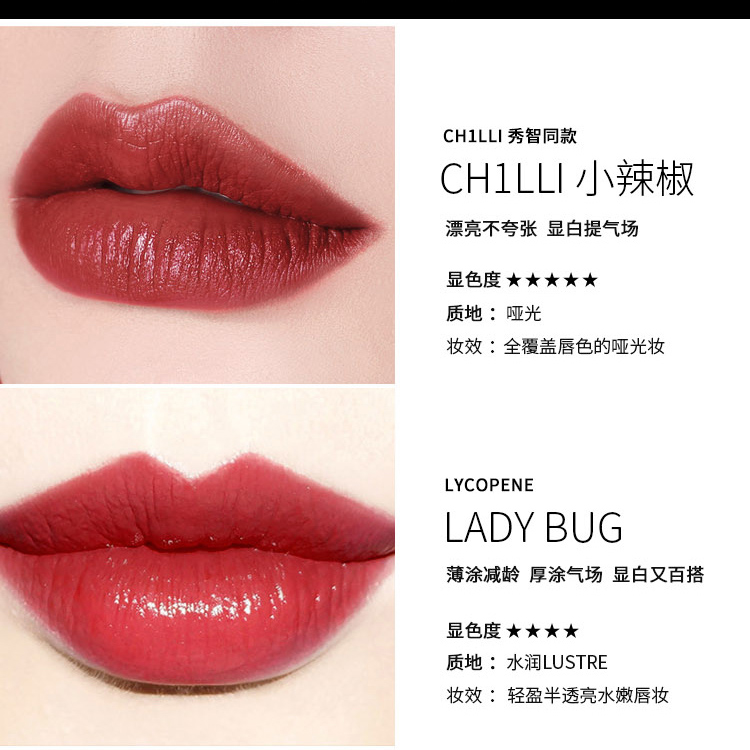 CH1LLI 秀智同款
CH1LLI 小辣椒
漂亮不夸张 显白提气场
显色度 ★★★★★
质地： 哑光
妆效： 全覆盖唇色的哑光妆
LYCOPENE
LADY BUG
薄涂减龄 厚涂气场 显白又百搭
显色度 ★★★★
质地： 水润LUSTRE
妆效： 轻盈半透亮水嫩唇妆